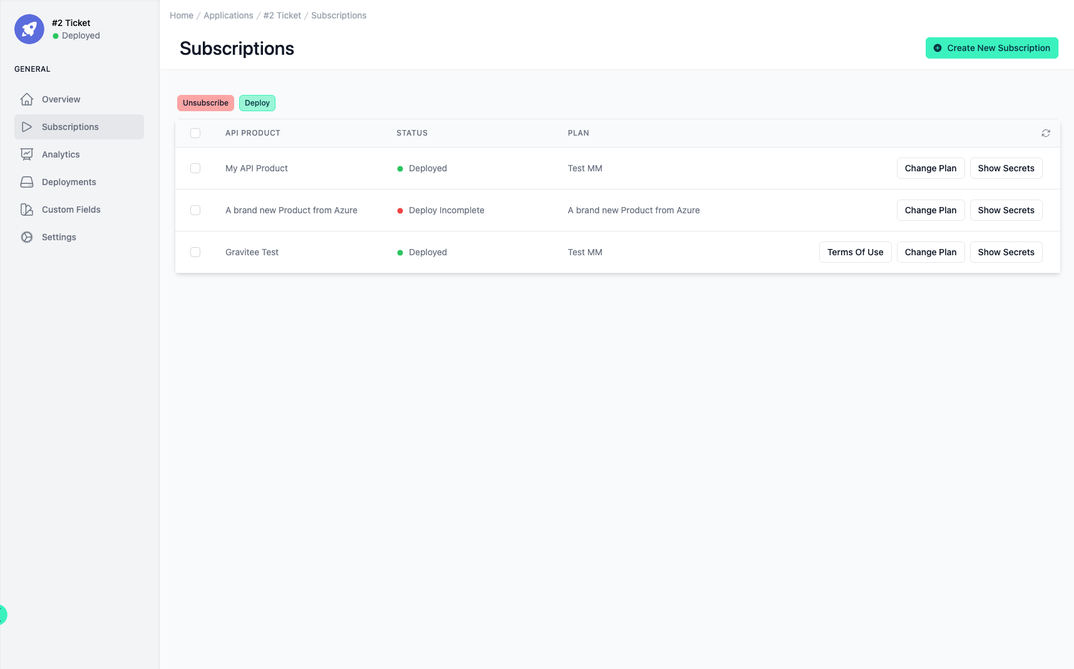 #2 Ticket
Deployed
GENERAL
Overview
Subscriptions
Analytics
Deployments
Custom Fields
Settings
Home / Applications / #2 Ticket / Subscriptions
Subscriptions
Create New Subscription
Unsubscribe Deploy
API PRODUCT STATUS PLAN
My API Product Deployed Test MM Change Plan Show Secrets
A brand new Product from Azure Deploy Incomplete A brand new Product from Azure Change Plan Show Secrets
Gravitee Test Deployed Test MM Terms Of Use Change Plan Show Secrets